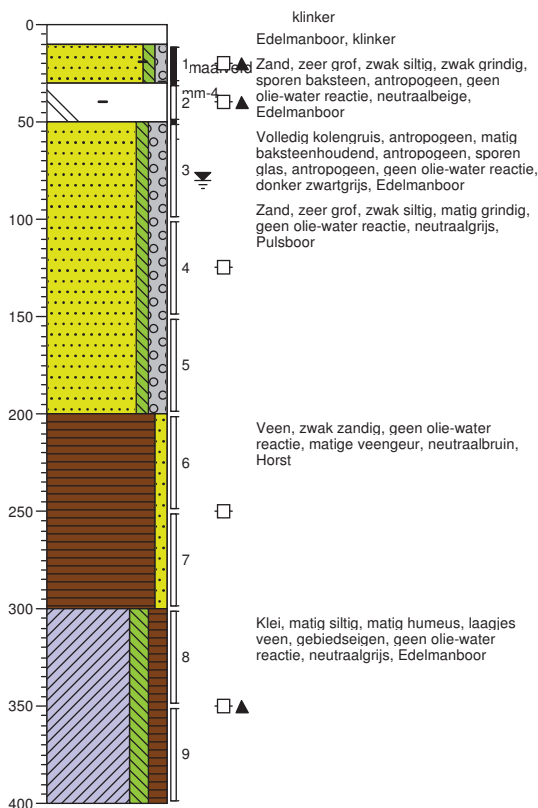 klinker
0
Edelmanboor, klinker
1
maaiveld
Zand, zeer grof, zwak siltig, zwak grindig,
sporen baksteen, antropogeen, geen
olie-water reactie, neutraalbeige,
Edelmanboor
mm-4
2
50
Volledig kolengruis, antropogeen, matig
baksteenhoudend, antropogeen, sporen
glas, antropogeen, geen olie-water reactie,
donker zwartgrijs, Edelmanboor
3
100
Zand, zeer grof, zwak siltig, matig grindig,
geen olie-water reactie, neutraalgrijs,
Pulsboor
4
150
5
200
Veen, zwak zandig, geen olie-water
reactie, matige veengeur, neutraalbruin,
Horst
6
250
7
300
Klei, matig siltig, matig humeus, laagjes
veen, gebiedseigen, geen olie-water
reactie, neutraalgrijs, Edelmanboor
8
350
9
400